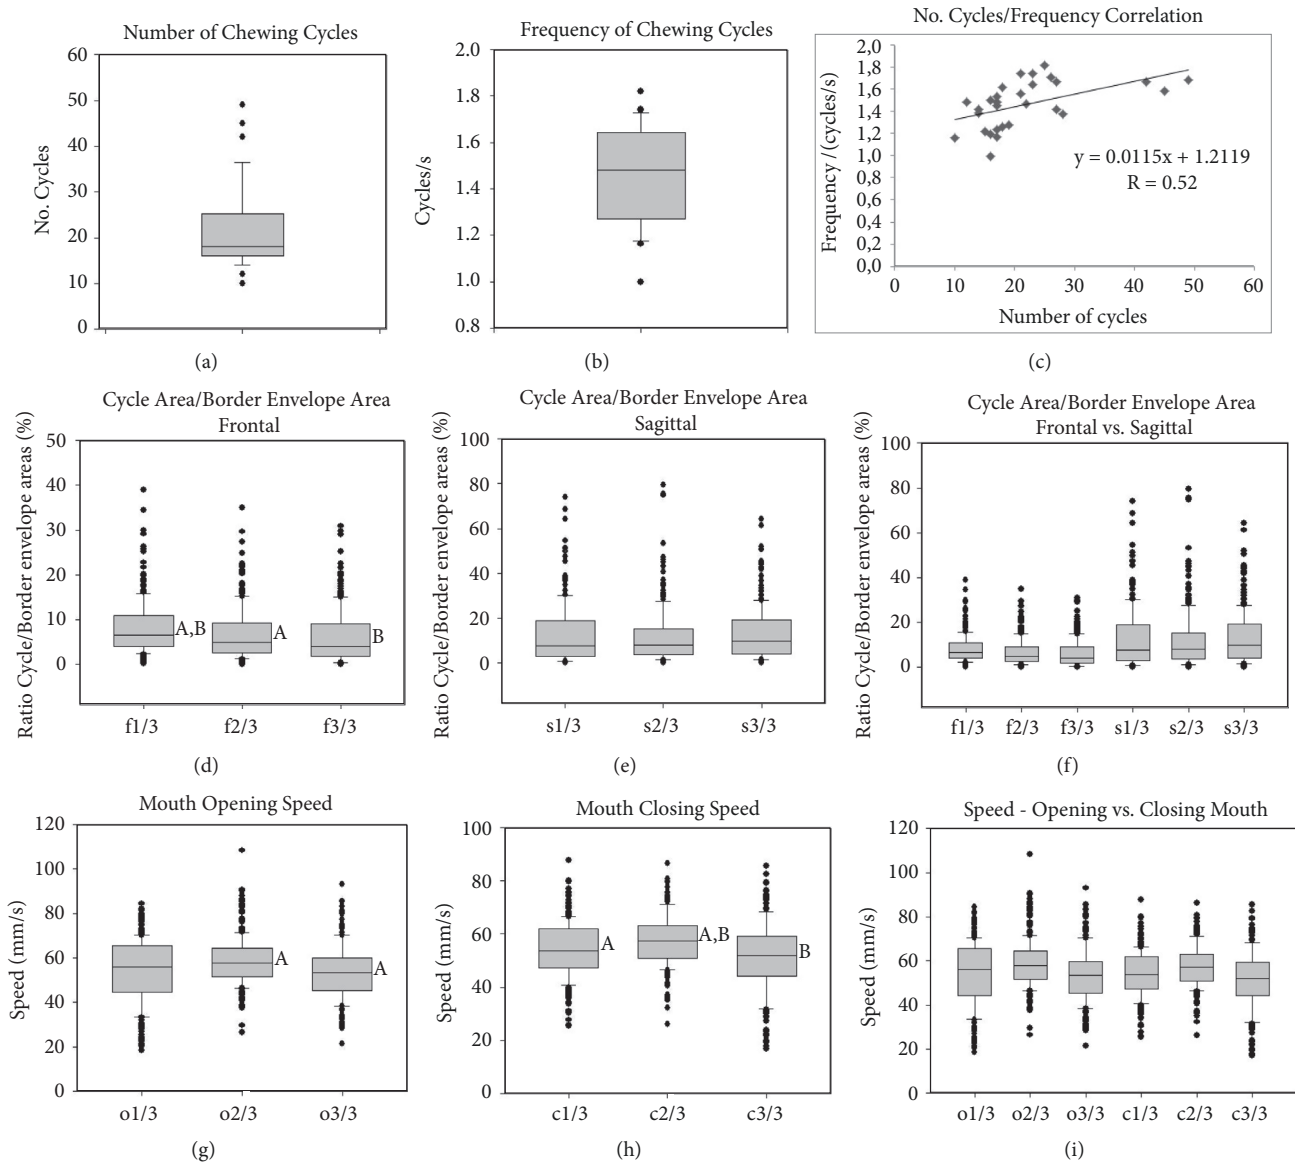 Number of Chewing Cycles
No. Cycles
60
50
40
30
20
10
0
(a)
Frequency of Chewing Cycles
Cycles/s
2.0
1.8
1.6
1.4
1.2
1.0
0.8
(b)
No. Cycles/Frequency Correlation
Frequency /(cycles/s)
2,0
1,8
1,6
1,4
1,2
1,0
0,8
0,6
0,4
0,2
0,0
y = 0.0115x + 1.2119
R = 0.52
0 10 20 30 40 50 60
Number of cycles
(c)
Cycle Area/Border Envelope Area
Frontal
Ratio Cycle/Border envelope areas (%)
50
40
30
20
10
0
A,B
A
B
f1/3 f2/3 f3/3
(d)
Cycle Area/Border Envelope Area
Sagittal
Ratio Cycle/Border envelope areas (%)
100
80
60
40
20
0
s1/3 s2/3 s3/3
(e)
Cycle Area/Border Envelope Area
Frontal vs. Sagittal
Ratio Cycle/Border envelope areas (%)
100
80
60
40
20
0
f1/3 f2/3 f3/3 s1/3 s2/3 s3/3
(f)
Mouth Opening Speed
Speed (mm/s)
120
100
80
60
40
20
0
A
A
o1/3 o2/3 o3/3
(g)
Mouth Closing Speed
Speed (mm/s)
100
80
60
40
20
0
A
A,B
B
c1/3 c2/3 c3/3
(h)
Speed - Opening vs. Closing Mouth
Speed (mm/s)
120
100
80
60
40
20
0
o1/3 o2/3 o3/3 c1/3 c2/3 c3/3
(i)